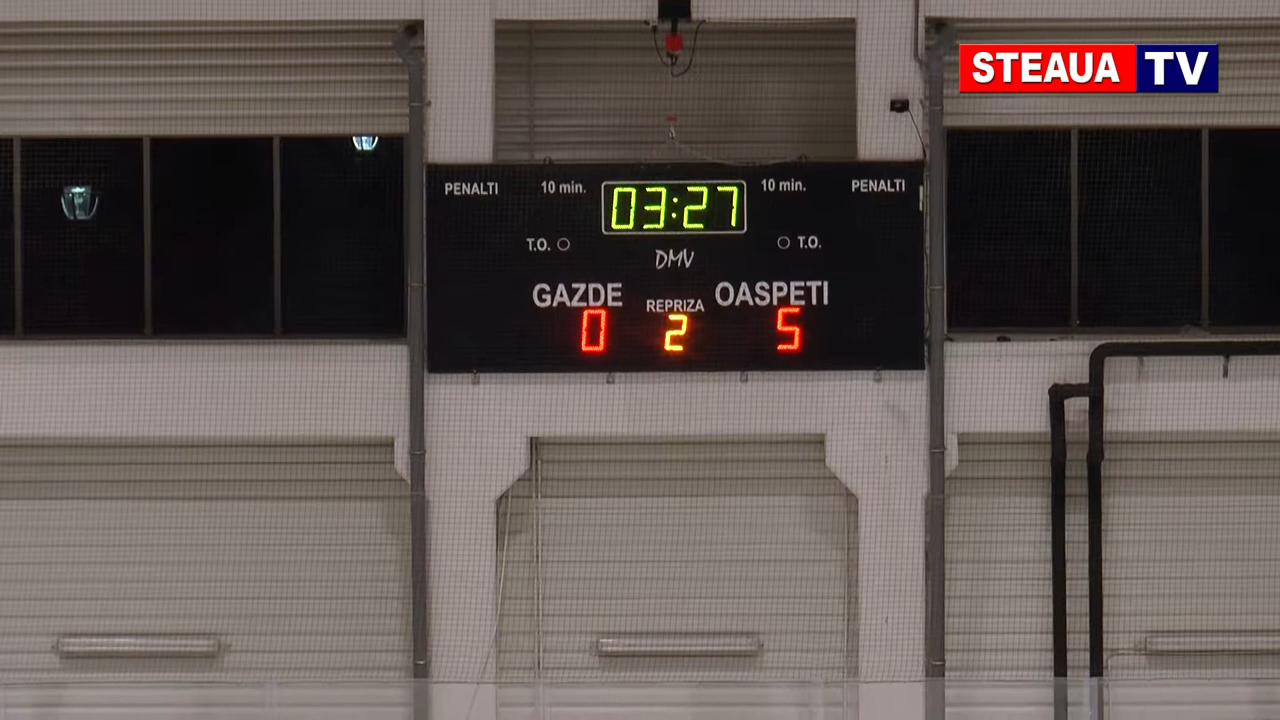 STEAUA TV
PENALTI 10 min. 03:27 10 min. PENALTI
T.O. T.O.
DMV
GAZDE REPRIZA OASPETI
0 2 5